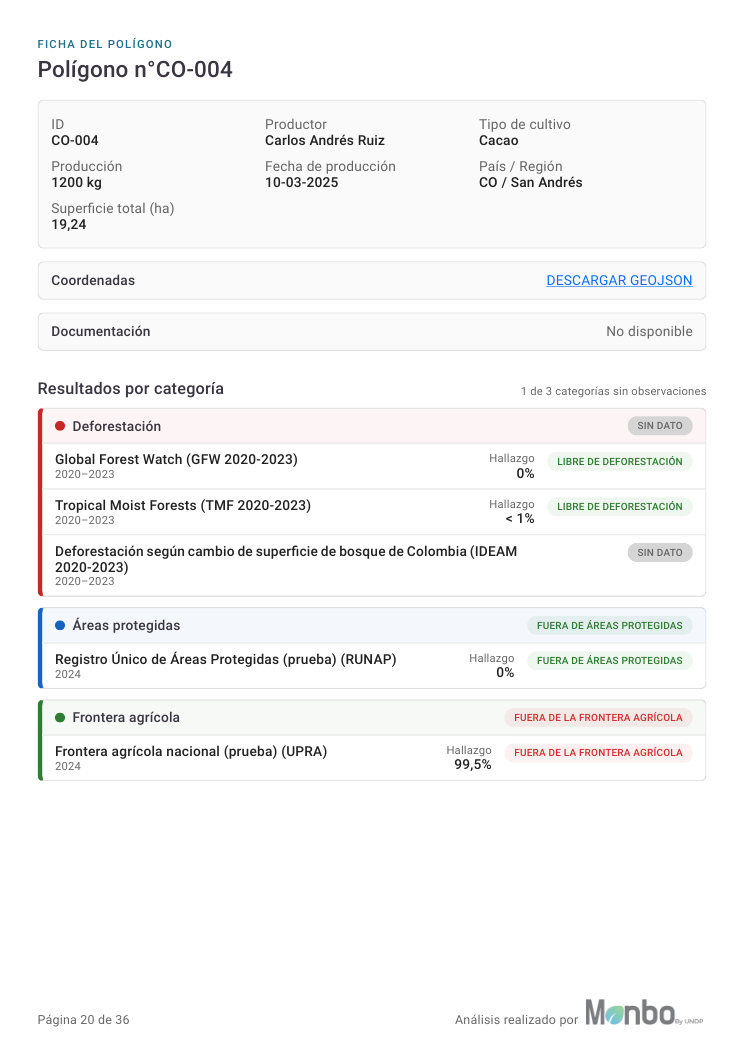 FICHA DEL POLÍGONO
Polígono n°CO-004
ID
CO-004
Productor
Carlos Andrés Ruiz
Tipo de cultivo
Cacao
Producción
1200 kg
Fecha de producción
10-03-2025
País / Región
CO / San Andrés
Superficie total (ha)
19,24
Coordenadas
DESCARGAR GEOJSON
Documentación
No disponible
Resultados por categoría
1 de 3 categorías sin observaciones
Deforestación
SIN DATO
Global Forest Watch (GFW 2020-2023)
2020–2023
Hallazgo
0%
LIBRE DE DEFORESTACIÓN
Tropical Moist Forests (TMF 2020-2023)
2020–2023
Hallazgo
< 1%
LIBRE DE DEFORESTACIÓN
Deforestación según cambio de superficie de bosque de Colombia (IDEAM
2020-2023)
2020–2023
SIN DATO
Áreas protegidas
FUERA DE ÁREAS PROTEGIDAS
Registro Único de Áreas Protegidas (prueba) (RUNAP)
2024
Hallazgo
0%
FUERA DE ÁREAS PROTEGIDAS
Frontera agrícola
FUERA DE LA FRONTERA AGRÍCOLA
Frontera agrícola nacional (prueba) (UPRA)
2024
Hallazgo
99,5%
FUERA DE LA FRONTERA AGRÍCOLA
Página 20 de 36
Análisis realizado por
Monbo
By UNDP